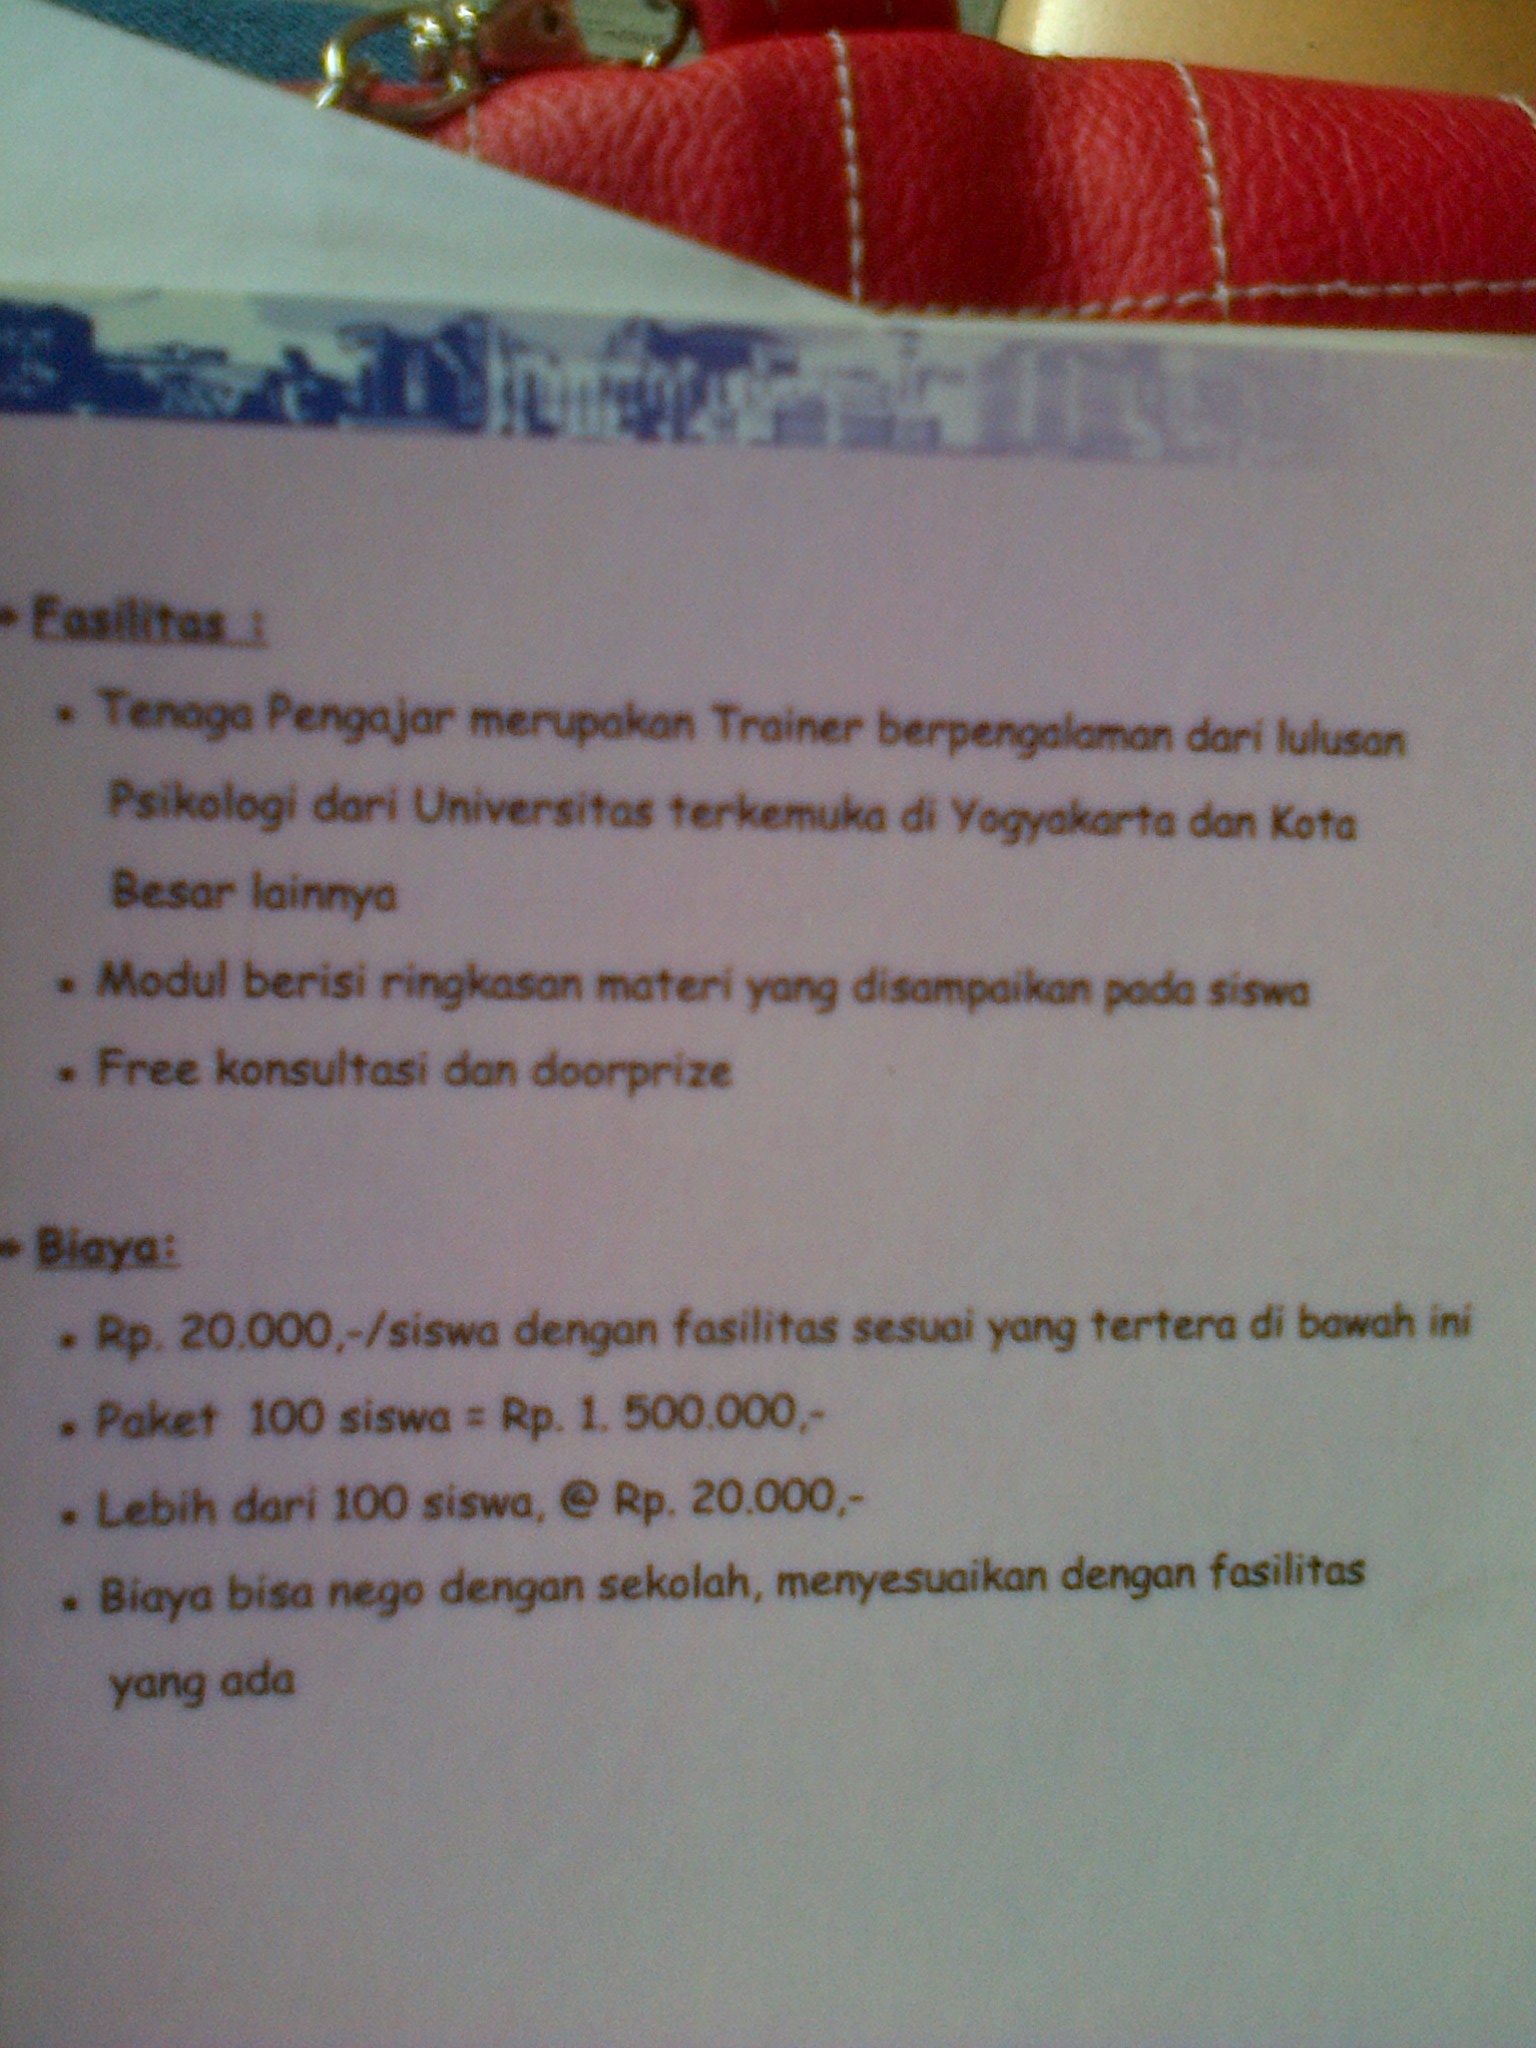 Fasilitas :
• Tenaga Pengajar merupakan Trainer berpengalaman dari lulusan
Psikologi dari Universitas terkemuka di Yogyakarta dan Kota
Besar lainnya
• Modul berisi ringkasan materi yang disampaikan pada siswa
• Free konsultasi dan doorprize
Biaya:
• Rp. 20.000,-/siswa dengan fasilitas sesuai yang tertera di bawah ini
• Paket 100 siswa = Rp. 1. 500.000,-
• Lebih dari 100 siswa, @ Rp. 20.000,-
• Biaya bisa nego dengan sekolah, menyesuaikan dengan fasilitas
yang ada